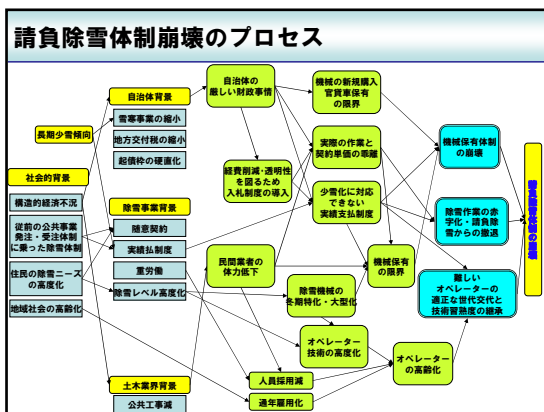 請負除雪体制崩壊のプロセス
自治体背景
雪寒事業の縮小
地方交付税の縮小
起債枠の硬直化
長期少雪傾向
社会的背景
構造的経済不況
従前の公共事業
発注・受注体制
に乗った除雪体制
住民の除雪ニーズ
の高度化
地域社会の高齢化
除雪事業背景
随意契約
実績払制度
重労働
除雪レベル高度化
土木業界背景
公共工事減
自治体の
厳しい財政事情
経費削減・透明性
を図るため
入札制度の導入
民間業者の
体力低下
機械の新規購入
官貸車保有
の限界
実際の作業と
契約単価の乖離
少雪化に対応
できない
実績支払制度
機械保有
の限界
除雪機械の
冬期特化・大型化
オペレーター
技術の高度化
人員採用減
通年雇用化
オペレーター
の高齢化
機械保有体制
の崩壊
除雪作業の赤
字化・請負除
雪からの撤退
難しい
オペレーターの
適正な世代交代と
技術習熟度の継承
請負除雪体制の崩壊